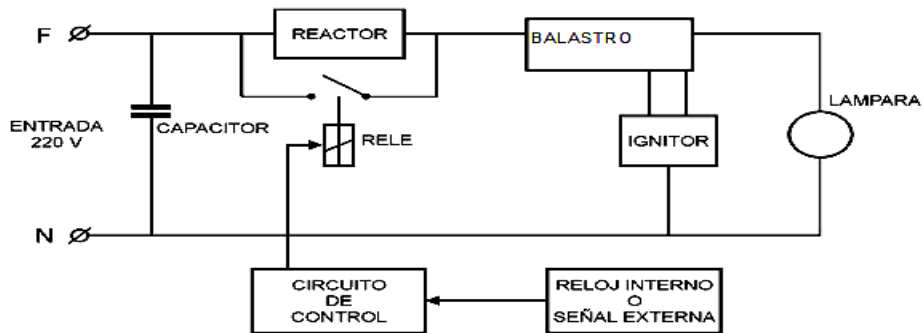 F
REACTOR
BALASTRO
ENTRADA
220 V
CAPACITOR
RELE
IGNITOR
LAMPARA
N
CIRCUITO
DE
CONTROL
RELOJ INTERNO
O
SEÑAL EXTERNA